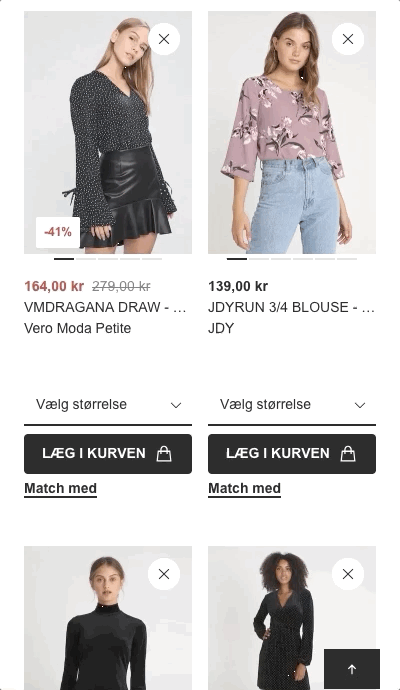 -41%
164,00 kr 279,00 kr
VMDRAGANA DRAW - ...
Vero Moda Petite
139,00 kr
JDYRUN 3/4 BLOUSE - ...
JDY
Vælg størrelse
LÆG I KURVEN
Match med
Vælg størrelse
LÆG I KURVEN
Match med